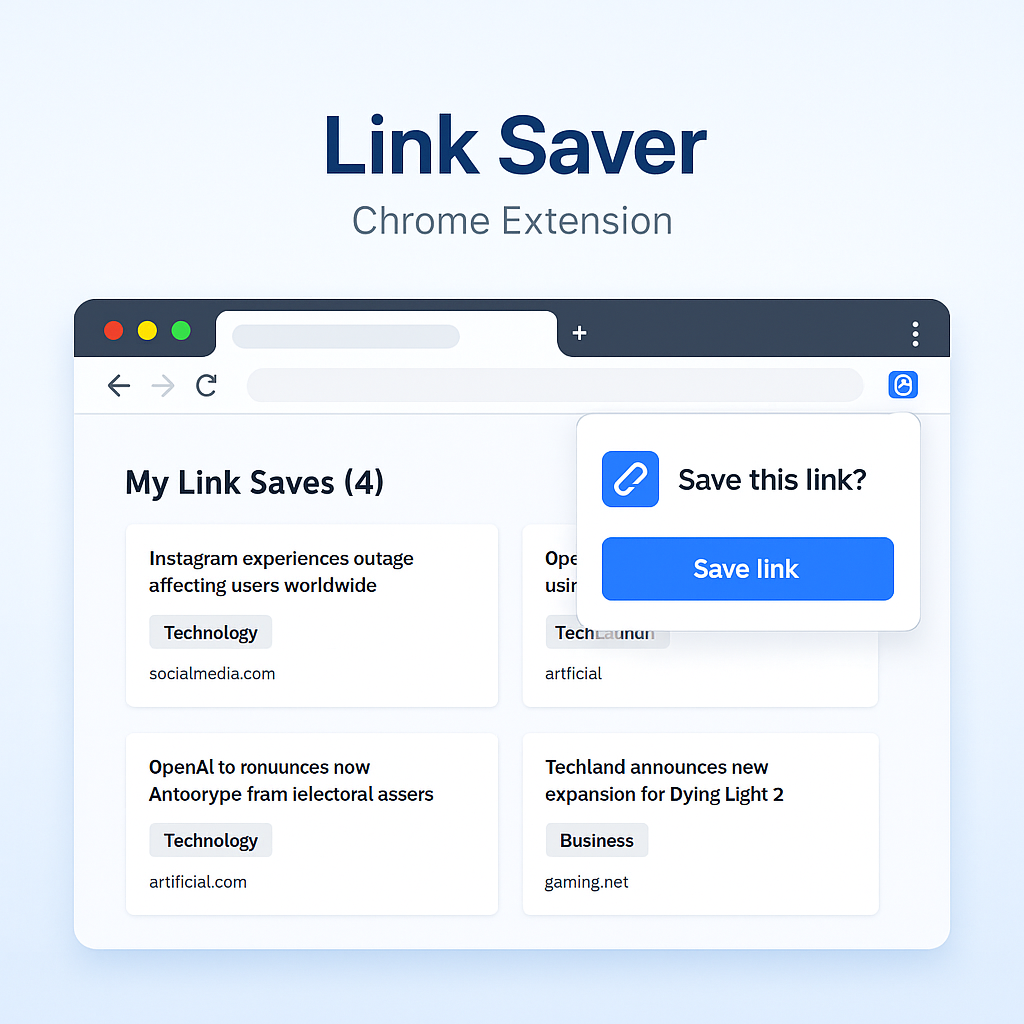 Link Saver
Chrome Extension
+
My Link Saves (4)
Save this link?
Save link
Instagram experiences outage
affecting users worldwide
Technology
socialmedia.com
Ope
usin
artficial
OpenAl to ronuunces now
Antoorype fram ielectoral assers
Technology
artificial.com
Techland announces new
expansion for Dying Light 2
Business
gaming.net